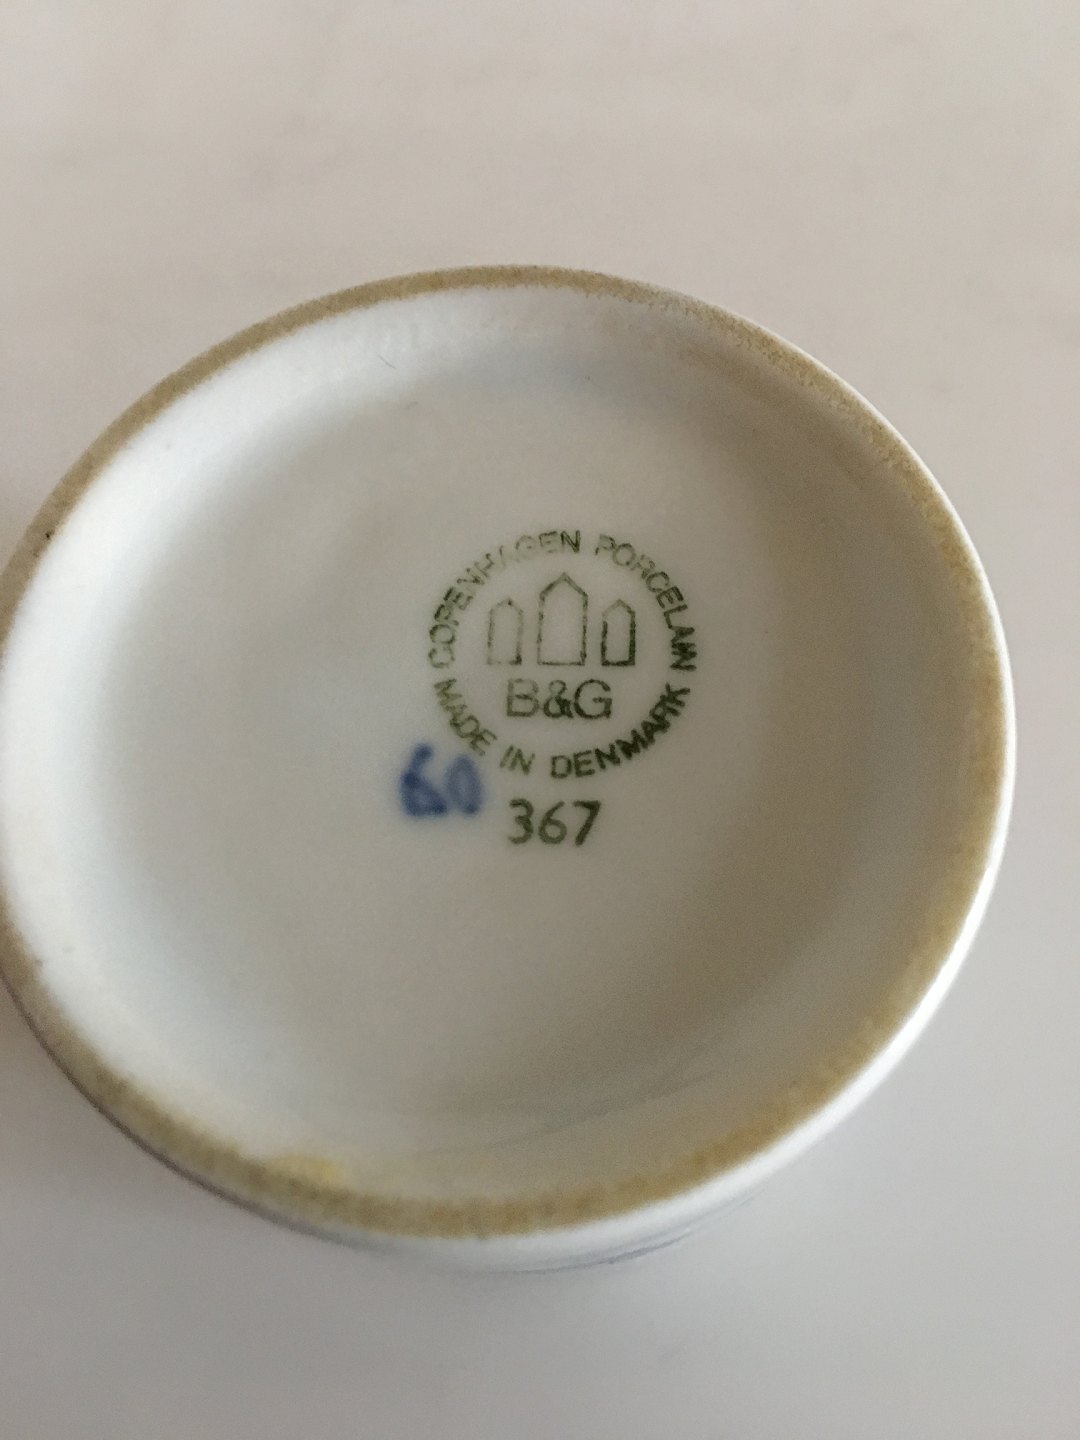 COPENHAGEN PORCELAIN
B&G
MADE IN DENMARK
60
367